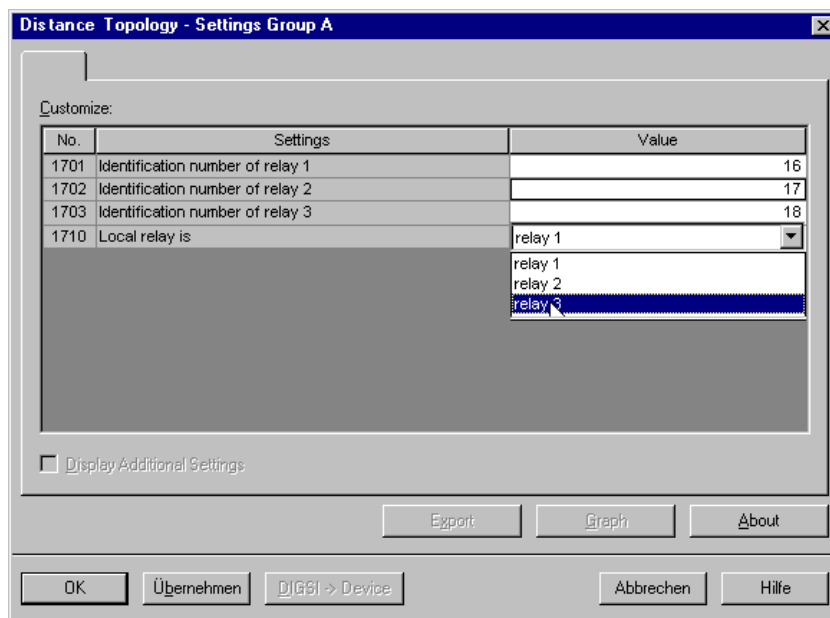 Distance Topology - Settings Group A
Customize:
No. Settings Value
1701 Identification number of relay 1 16
1702 Identification number of relay 2 17
1703 Identification number of relay 3 18
1710 Local relay is relay 1
relay 1
relay 2
relay 3
Display Additional Settings
Export Graph About
OK Übernehmen DIGSI -> Device Abbrechen Hilfe